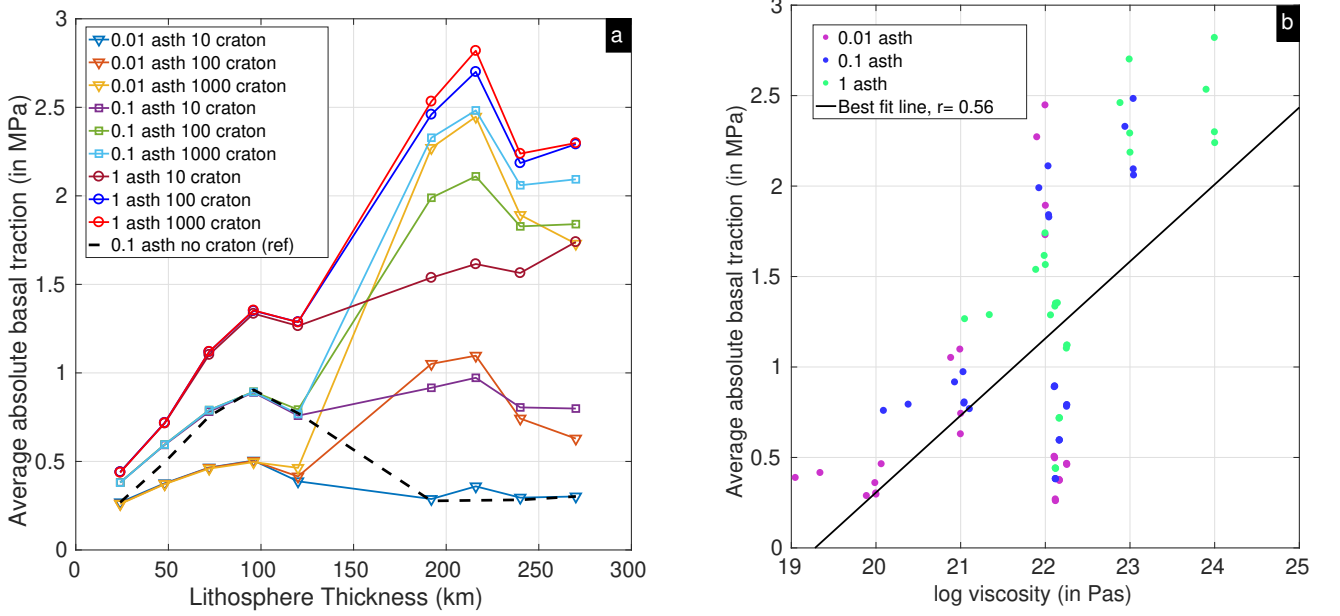 a
0.01 asth 10 craton
0.01 asth 100 craton
0.01 asth 1000 craton
0.1 asth 10 craton
0.1 asth 100 craton
0.1 asth 1000 craton
1 asth 10 craton
1 asth 100 craton
1 asth 1000 craton
0.1 asth no craton (ref)
Average absolute basal traction (in MPa)
3
2.5
2
1.5
1
0.5
0
0 50 100 150 200 250 300
Lithosphere Thickness (km)
b
0.01 asth
0.1 asth
1 asth
Best fit line, r= 0.56
Average absolute basal traction (in MPa)
3
2.5
2
1.5
1
0.5
0
19 20 21 22 23 24 25
log viscosity (in Pas)